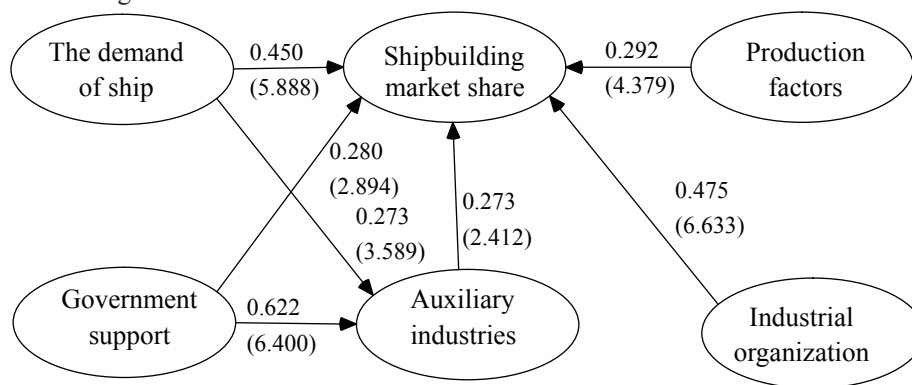 The demand
of ship
0.450
(5.888)
Shipbuilding
market share
0.292
(4.379)
Production
factors
0.280
(2.894)
0.273
(3.589)
0.273
(2.412)
0.475
(6.633)
Government
support
0.622
(6.400)
Auxiliary
industries
Industrial
organization